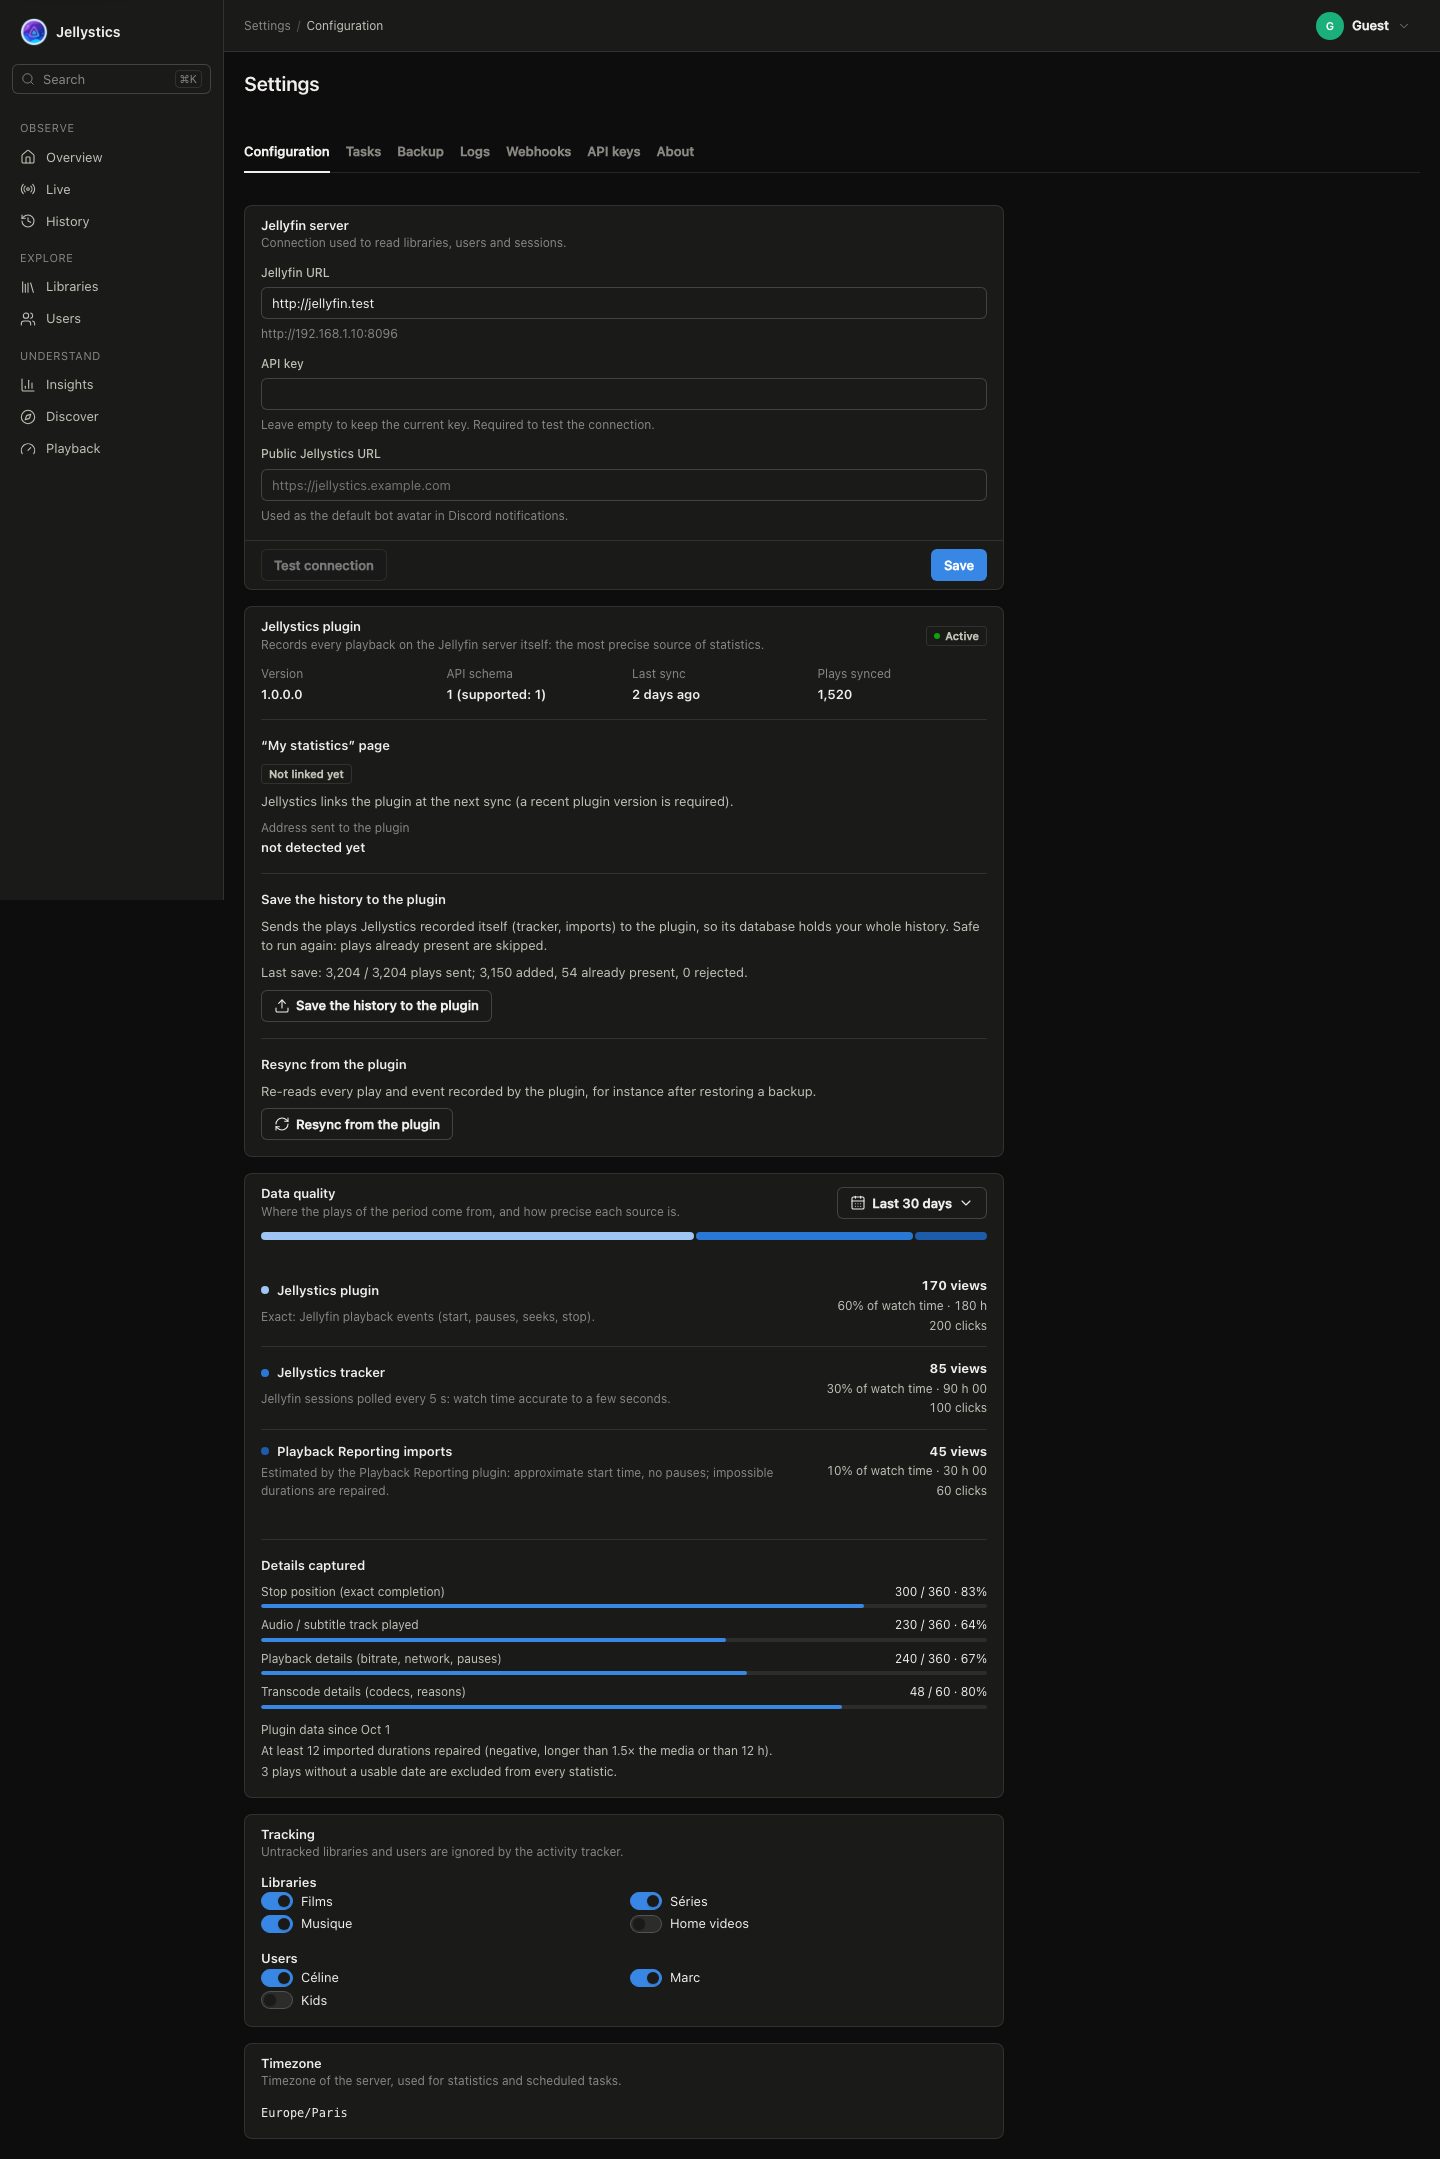 Jellystics
Search ⌘K
OBSERVE
Overview
Live
History
EXPLORE
Libraries
Users
UNDERSTAND
Insights
Discover
Playback
Settings / Configuration
G Guest
Settings
Configuration Tasks Backup Logs Webhooks API keys About
Jellyfin server
Connection used to read libraries, users and sessions.
Jellyfin URL
http://jellyfin.test
http://192.168.1.10:8096
API key
Leave empty to keep the current key. Required to test the connection.
Public Jellystics URL
https://jellystics.example.com
Used as the default bot avatar in Discord notifications.
Test connection Save
Jellystics plugin
Records every playback on the Jellyfin server itself: the most precise source of statistics.
Active
Version API schema Last sync Plays synced
1.0.0.0 1 (supported: 1) 2 days ago 1,520
“My statistics” page
Not linked yet
Jellystics links the plugin at the next sync (a recent plugin version is required).
Address sent to the plugin
not detected yet
Save the history to the plugin
Sends the plays Jellystics recorded itself (tracker, imports) to the plugin, so its database holds your whole history. Safe
to run again: plays already present are skipped.
Last save: 3,204 / 3,204 plays sent; 3,150 added, 54 already present, 0 rejected.
Save the history to the plugin
Resync from the plugin
Re-reads every play and event recorded by the plugin, for instance after restoring a backup.
Resync from the plugin
Data quality
Where the plays of the period come from, and how precise each source is.
Last 30 days
Jellystics plugin
Exact: Jellyfin playback events (start, pauses, seeks, stop).
170 views
60% of watch time · 180 h
200 clicks
Jellystics tracker
Jellyfin sessions polled every 5 s: watch time accurate to a few seconds.
85 views
30% of watch time · 90 h 00
100 clicks
Playback Reporting imports
Estimated by the Playback Reporting plugin: approximate start time, no pauses; impossible
durations are repaired.
45 views
10% of watch time · 30 h 00
60 clicks
Details captured
Stop position (exact completion) 300 / 360 · 83%
Audio / subtitle track played 230 / 360 · 64%
Playback details (bitrate, network, pauses) 240 / 360 · 67%
Transcode details (codecs, reasons) 48 / 60 · 80%
Plugin data since Oct 1
At least 12 imported durations repaired (negative, longer than 1.5× the media or than 12 h).
3 plays without a usable date are excluded from every statistic.
Tracking
Untracked libraries and users are ignored by the activity tracker.
Libraries
Films Séries
Musique Home videos
Users
Céline Marc
Kids
Timezone
Timezone of the server, used for statistics and scheduled tasks.
Europe/Paris